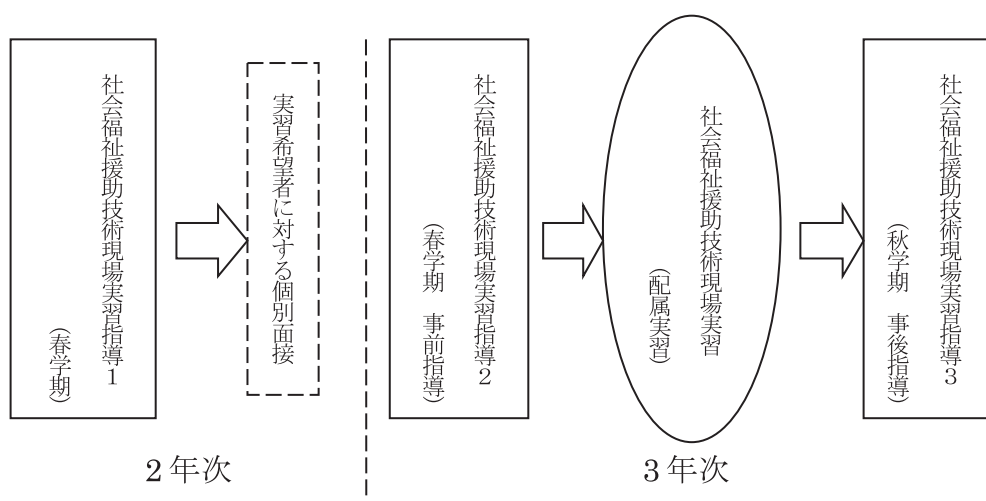 社会福祉援助技術現場実習指導1
(春学期)
実習希望者に対する個別面接
社会福祉援助技術現場実習指導2
(春学期　事前指導)
社会福祉援助技術現場実習
(配属実習)
社会福祉援助技術現場実習指導3
(秋学期　事後指導)
2年次
3年次